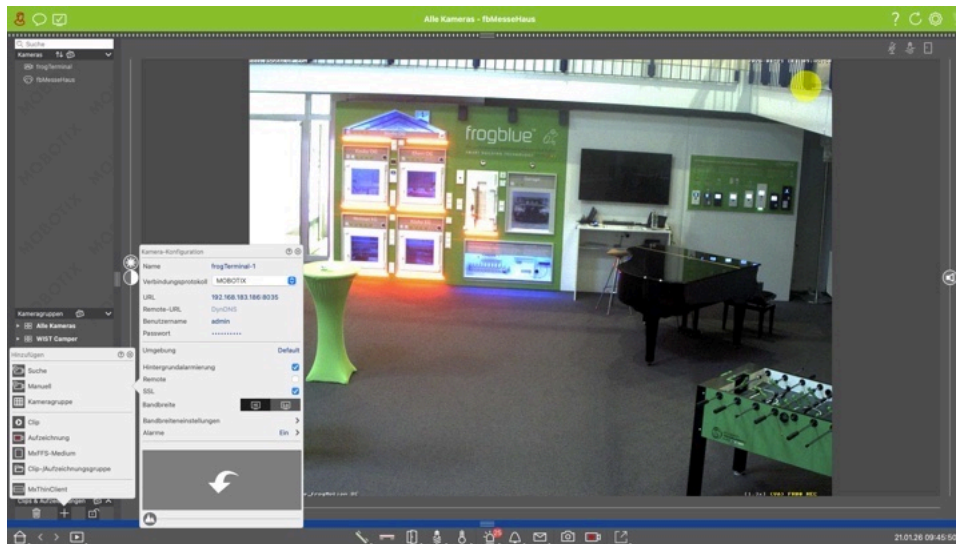 Alle Kameras - fbMesseHaus
Suche
Kameras
frogTerminal
fbMesseHaus
MOBOTIX
frogblue
Kameragruppen
Alle Kameras
WIST Camper
Hinzufügen
Suche
Manuell
Kameragruppe
Clip
Aufzeichnung
MxFFS-Medium
Clip-/Aufzeichnungsgruppe
MxThinClient
Kamera-Konfiguration
Name frogTerminal-1
Verbindungsprotokoll MOBOTIX
URL 192.168.183.186:8035
Remote-URL DynDNS
Benutzername admin
Passwort ··········
Umgebung Default
Hintergrundalarmierung
Remote
SSL
Bandbreite
Bandbreiteneinstellungen
Alarme Ein
21.01.26 09:45:50